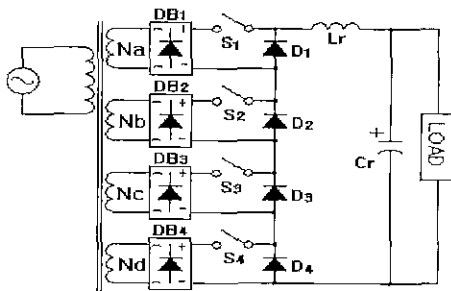 DB1
Na
S1
D1
Lr
DB2
Nb
S2
D2
+
Cr
LOAD
DB3
Nc
S3
D3
DB4
Nd
S4
D4